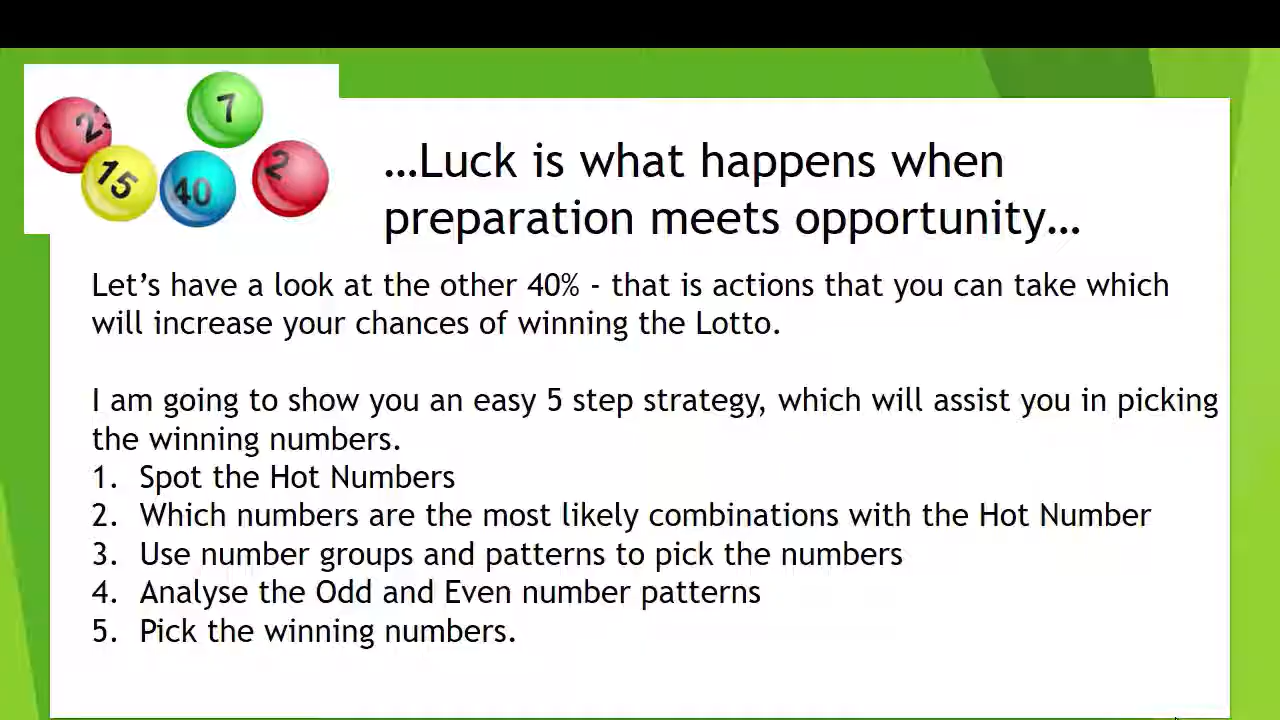 23
7
15
40
2
…Luck is what happens when
preparation meets opportunity…
Let’s have a look at the other 40% - that is actions that you can take which
will increase your chances of winning the Lotto.
I am going to show you an easy 5 step strategy, which will assist you in picking
the winning numbers.
1. Spot the Hot Numbers
2. Which numbers are the most likely combinations with the Hot Number
3. Use number groups and patterns to pick the numbers
4. Analyse the Odd and Even number patterns
5. Pick the winning numbers.